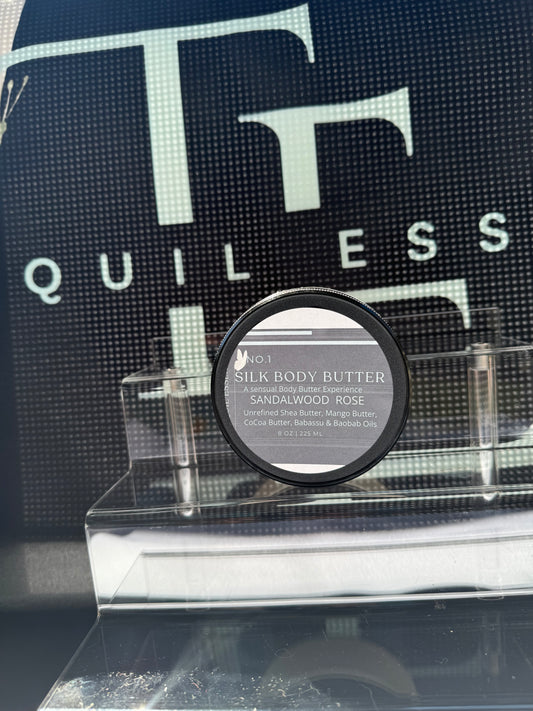 TF
QUIL ESS
NO.1
SILK BODY BUTTER
A sensual Body Butter Experience
SANDALWOOD ROSE
Unrefined Shea Butter, Mango Butter,
CoCoa Butter, Babassu & Baobab Oils
8 OZ | 225 ML